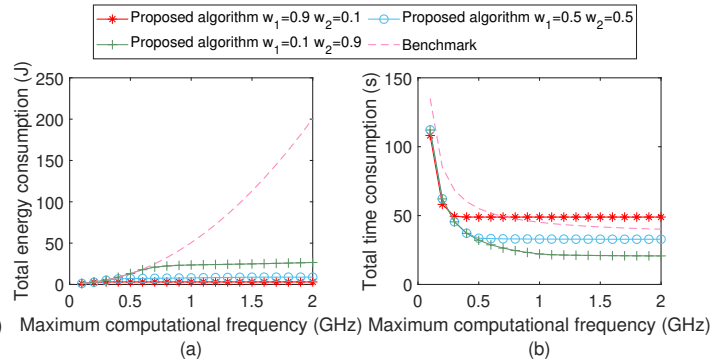 Proposed algorithm w1=0.9 w2=0.1
Proposed algorithm w1=0.5 w2=0.5
Proposed algorithm w1=0.1 w2=0.9
Benchmark
Total energy consumption (J)
250
200
150
100
50
0
0
0.5
1
1.5
2
) Maximum computational frequency (GHz)
(a)
Total time consumption (s)
150
100
50
0
0
0.5
1
1.5
2
Maximum computational frequency (GHz)
(b)